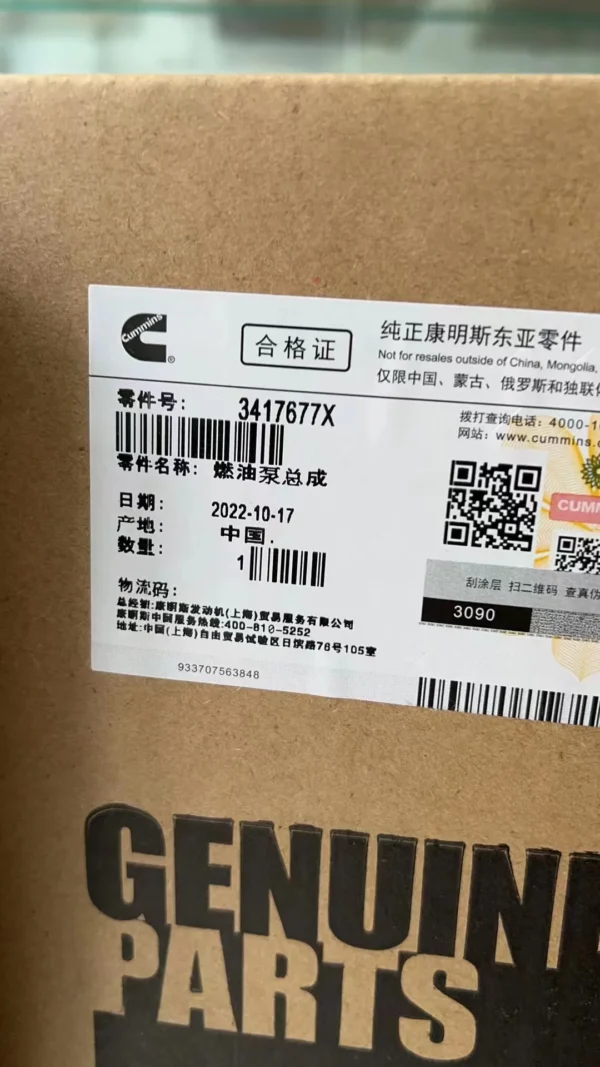 Cummins
®
合格证
纯正康明斯东亚零件
Not for resales outside of China, Mongolia,
仅限中国、蒙古、俄罗斯和独联
零件号: 3417677X
零件名称: 燃油泵总成
日期: 2022-10-17
产地: 中国.
数量: 1
物流码:
总经销:康明斯发动机(上海)贸易服务有限公司
康明斯中国服务热线:400-810-5252
地址:中国(上海)自由贸易试验区日滨路76号105室
933707563848
拨打查询电话: 4000-1
网站: www.cummins.
CUMM
刮涂层 扫二维码 查真伪
3090
GENUIN
PARTS